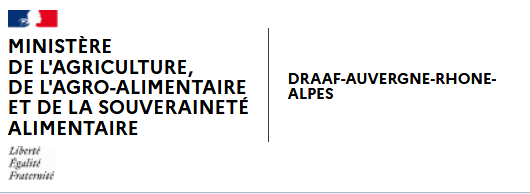 MINISTÈRE
DE L'AGRICULTURE,
DE L'AGRO-ALIMENTAIRE
ET DE LA SOUVERAINETÉ
ALIMENTAIRE
Liberté
Égalité
Fraternité
DRAAF-AUVERGNE-RHONE-
ALPES